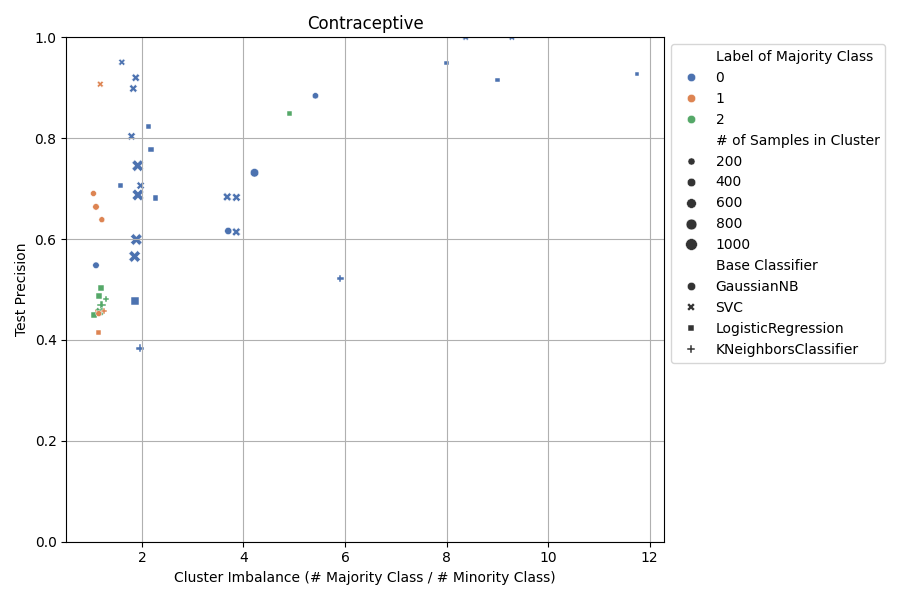 Contraceptive
1.0
0.8
0.6
0.4
0.2
0.0
Test Precision
2
4
6
8
10
12
Cluster Imbalance (# Majority Class / # Minority Class)
Label of Majority Class
0
1
2
# of Samples in Cluster
200
400
600
800
1000
Base Classifier
GaussianNB
SVC
LogisticRegression
KNeighborsClassifier